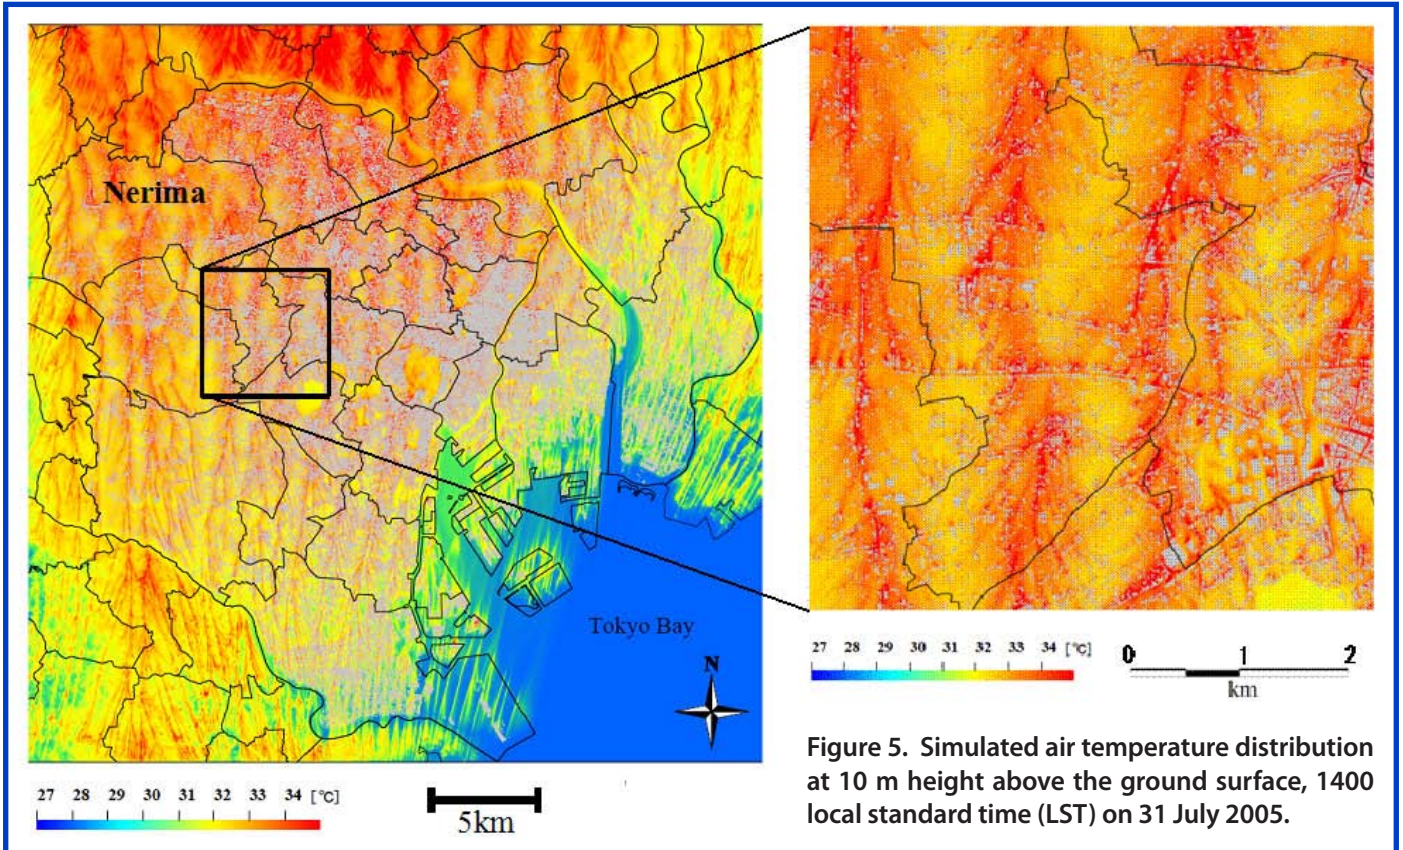 Nerima
Tokyo Bay
N
27 28 29 30 31 32 33 34 [℃]
5km
27 28 29 30 31 32 33 34 [℃]
0 1 2
km
Figure 5. Simulated air temperature distribution
at 10 m height above the ground surface, 1400
local standard time (LST) on 31 July 2005.